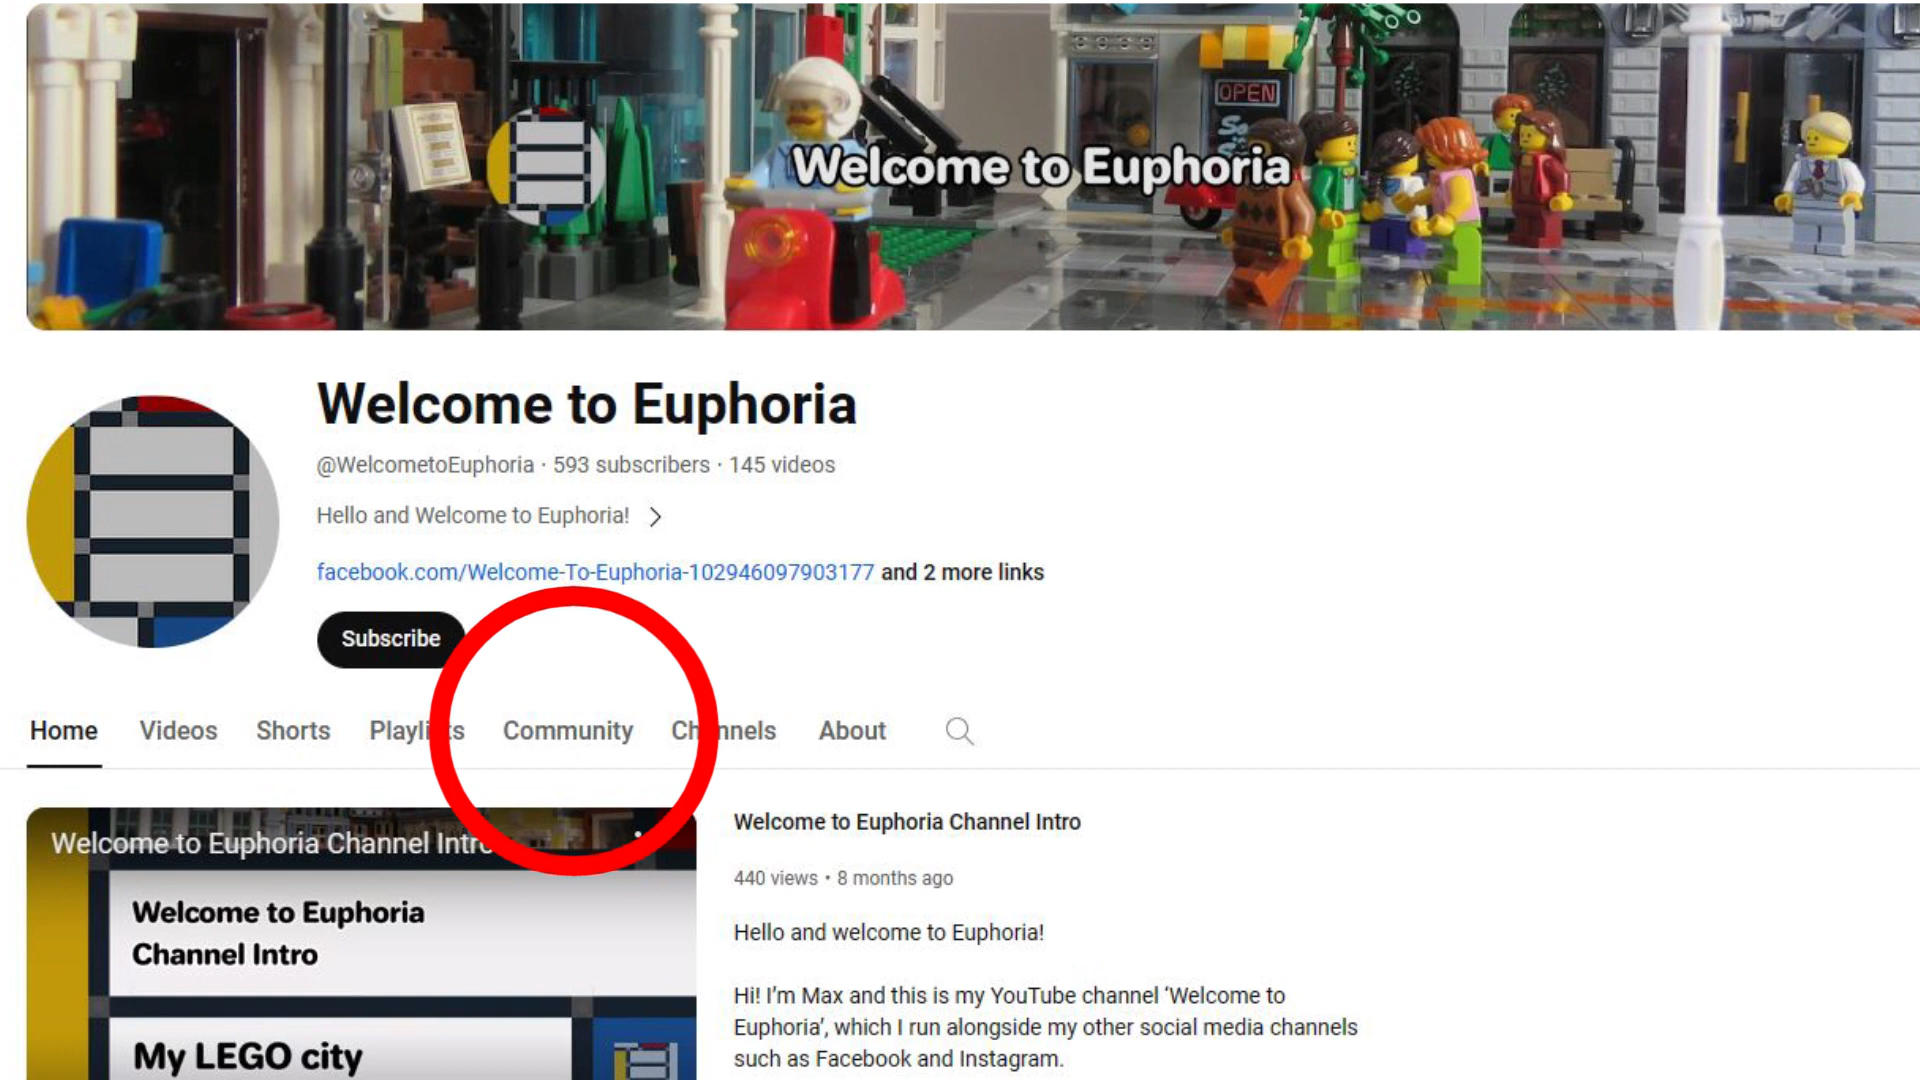 OPEN
So
Welcome to Euphoria
Welcome to Euphoria
@WelcometoEuphoria · 593 subscribers · 145 videos
Hello and Welcome to Euphoria!
facebook.com/Welcome-To-Euphoria-102946097903177 and 2 more links
Subscribe
Home Videos Shorts Playlists Community Channels About
Welcome to Euphoria Channel Intro
Welcome to Euphoria
Channel Intro
My LEGO city
Welcome to Euphoria Channel Intro
440 views • 8 months ago
Hello and welcome to Euphoria!
Hi! I'm Max and this is my YouTube channel ‘Welcome to
Euphoria’, which I run alongside my other social media channels
such as Facebook and Instagram.